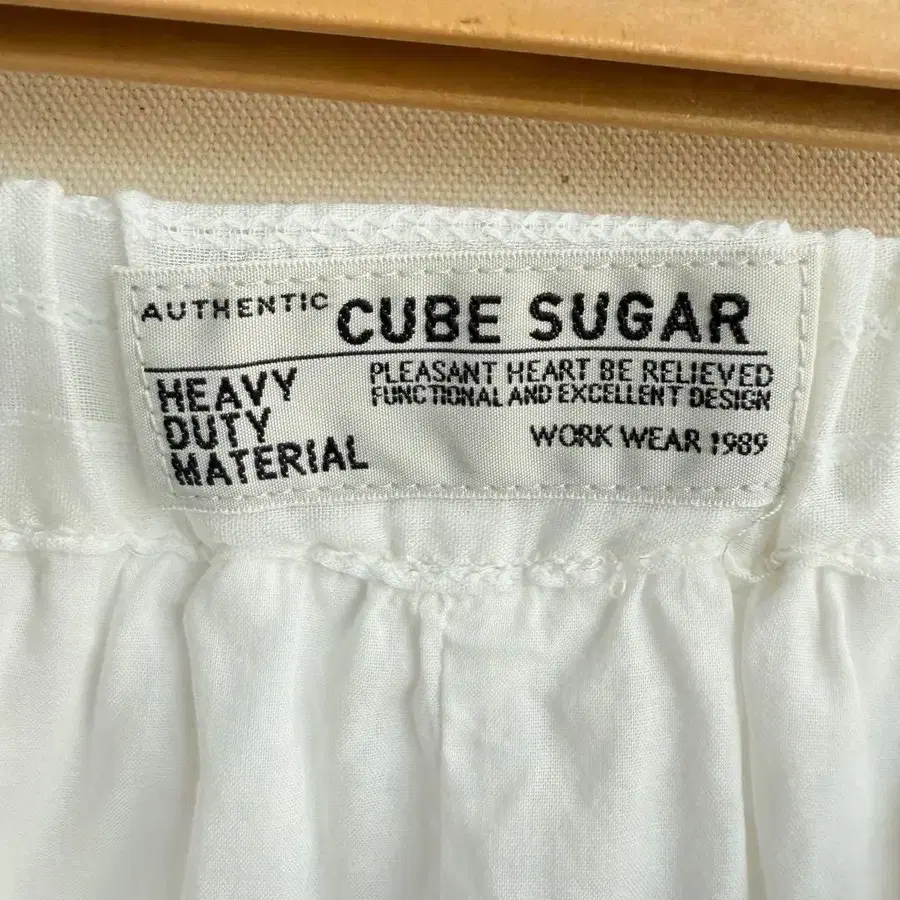 AUTHENTIC CUBE SUGAR
HEAVY
DUTY
MATERIAL
PLEASANT HEART BE RELIEVED
FUNCTIONAL AND EXCELLENT DESIGN
WORK WEAR 1989